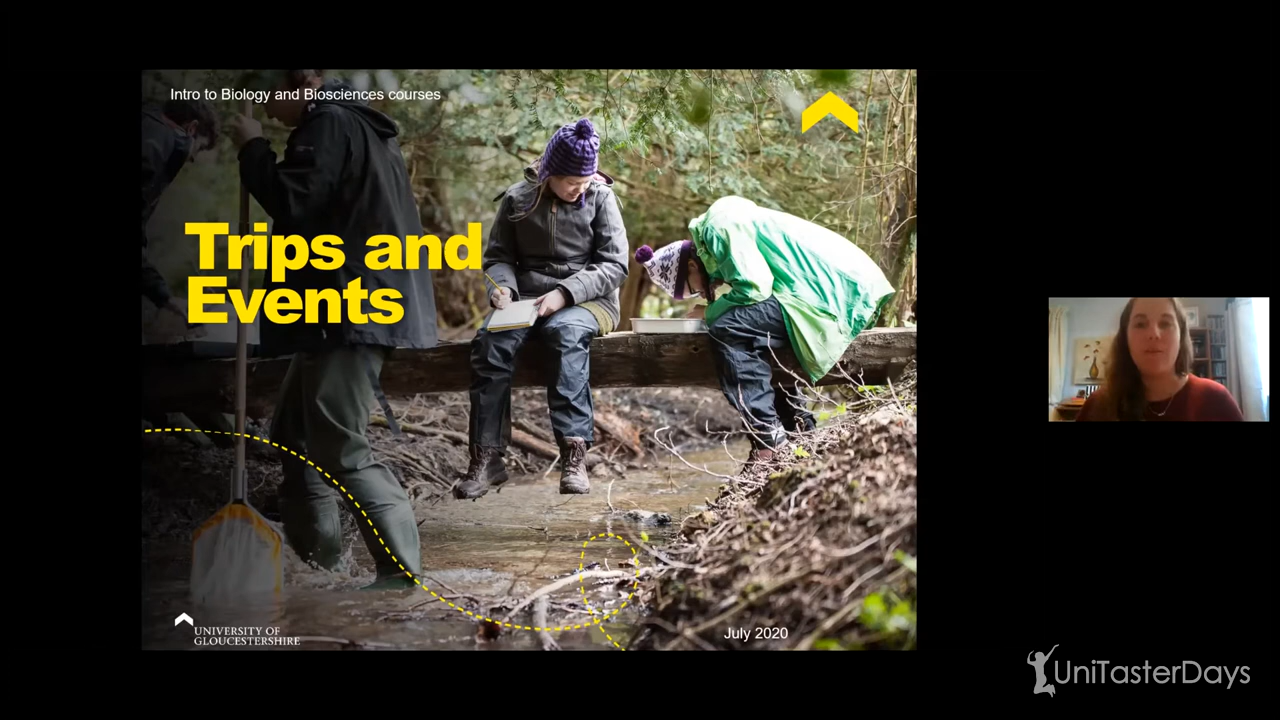 Intro to Biology and Biosciences courses
Trips and
Events
UNIVERSITY OF
GLOUCESTERSHIRE
July 2020
UniTasterDays